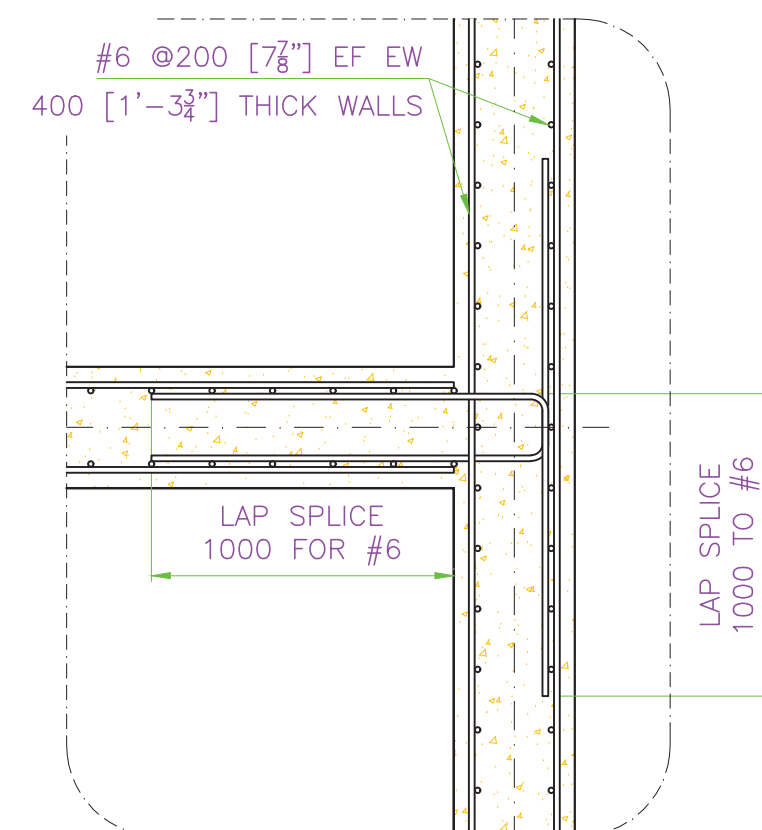 #6 @200 [7⅞"] EF EW
400 [1'-3¾"] THICK WALLS
LAP SPLICE
1000 FOR #6
LAP SPLICE
1000 TO #6